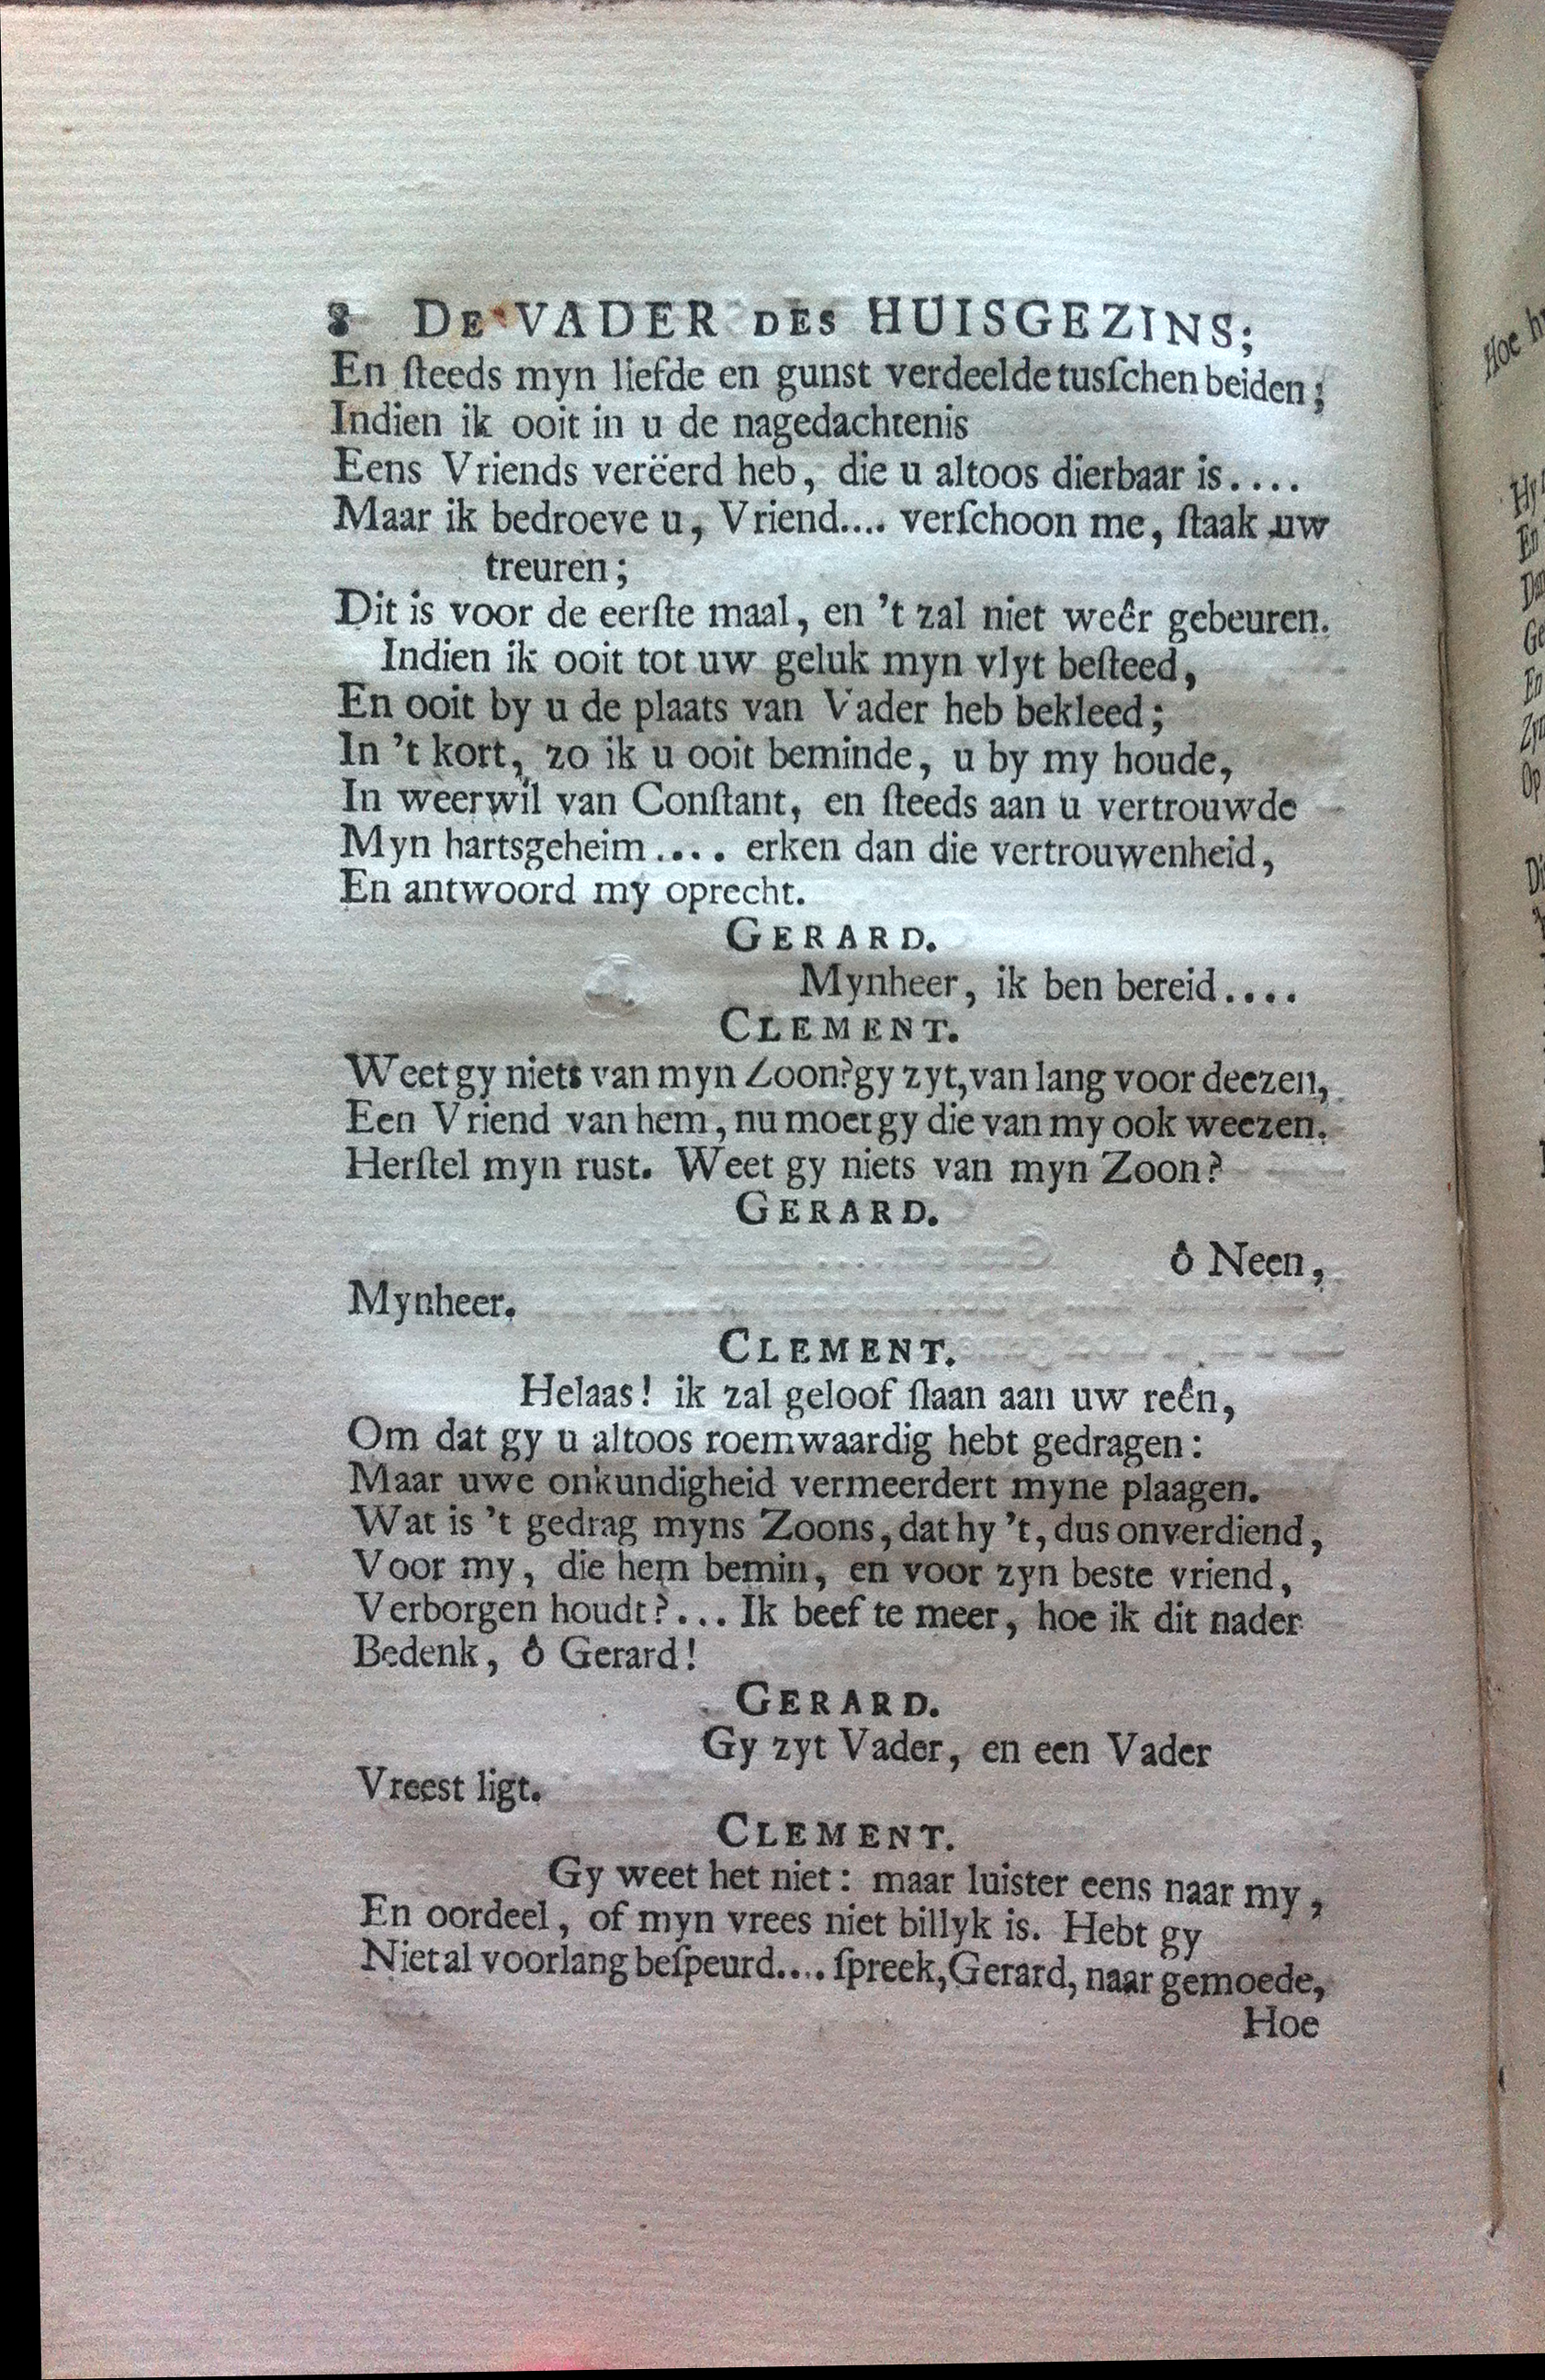 8 DE VADER DES HUISGEZINS;
En ſteeds myn liefde en gunst verdeelde tusſchen beiden;
Indien ik ooit in u de nagedachtenis
Eens Vriends verëerd heb, die u altoos dierbaar is....
Maar ik bedroeve u, Vriend.... verſchoon me, ſtaak uw
treuren;
Dit is voor de eerſte maal, en 't zal niet weêr gebeuren.
Indien ik ooit tot uw geluk myn vlyt beſteed,
En ooit by u de plaats van Vader heb bekleed;
In 't kort, zo ik u ooit beminde, u by my houde,
In weerwil van Conſtant, en ſteeds aan u vertrouwde
Myn hartsgeheim.... erken dan die vertrouwenheid,
En antwoord my oprecht.
GERARD.
Mynheer, ik ben bereid....
CLEMENT.
Weet gy niets van myn Zoon? gy zyt, van lang voor deezen,
Een Vriend van hem, nu moet gy die van my ook weezen.
Herſtel myn rust. Weet gy niets van myn Zoon?
GERARD.
ô Neen,
Mynheer.
CLEMENT.
Helaas! ik zal geloof ſlaan aan uw reên,
Om dat gy u altoos roemwaardig hebt gedragen:
Maar uwe onkundigheid vermeerdert myne plaagen.
Wat is 't gedrag myns Zoons, dat hy 't, dus onverdiend,
Voor my, die hem bemin, en voor zyn beste vriend,
Verborgen houdt?... Ik beef te meer, hoe ik dit nader
Bedenk, ô Gerard!
GERARD.
Gy zyt Vader, en een Vader
Vreest ligt.
CLEMENT.
Gy weet het niet: maar luister eens naar my,
En oordeel, of myn vrees niet billyk is. Hebt gy
Niet al voorlang beſpeurd.... ſpreek, Gerard, naar gemoede,
Hoe
Hoe
Hy
En
Ge
En
Zyn
Op